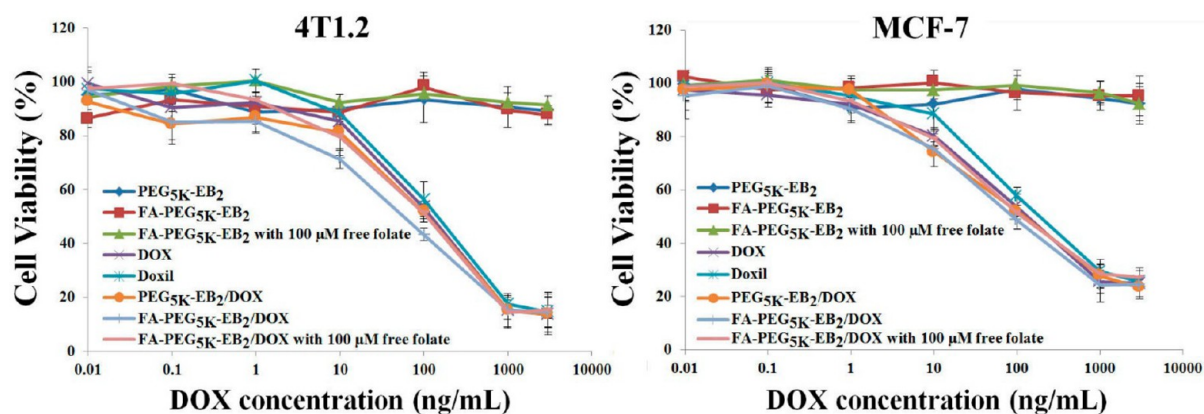 4T1.2
Cell Viability (%)
120
100
80
60
40
20
0
PEG5K-EB2
FA-PEG5K-EB2
FA-PEG5K-EB2 with 100 μM free folate
DOX
Doxil
PEG5K-EB2/DOX
FA-PEG5K-EB2/DOX
FA-PEG5K-EB2/DOX with 100 μM free folate
0.01 0.1 1 10 100 1000 10000
DOX concentration (ng/mL)
MCF-7
Cell Viability (%)
120
100
80
60
40
20
0
PEG5K-EB2
FA-PEG5K-EB2
FA-PEG5K-EB2 with 100 μM free folate
DOX
Doxil
PEG5K-EB2/DOX
FA-PEG5K-EB2/DOX
FA-PEG5K-EB2/DOX with 100 μM free folate
0.01 0.1 1 10 100 1000 10000
DOX concentration (ng/mL)